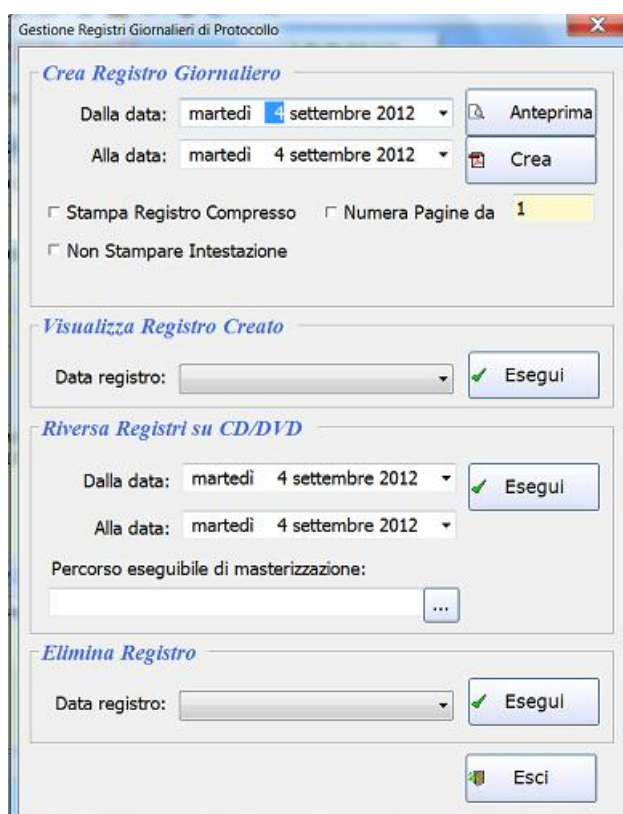 Gestione Registri Giornalieri di Protocollo
Crea Registro Giornaliero
Dalla data: martedì 4 settembre 2012 Anteprima
Alla data: martedì 4 settembre 2012 Crea
Stampa Registro Compresso Numera Pagine da 1
Non Stampare Intestazione
Visualizza Registro Creato
Data registro: Esegui
Riversa Registri su CD/DVD
Dalla data: martedì 4 settembre 2012 Esegui
Alla data: martedì 4 settembre 2012
Percorso eseguibile di masterizzazione:
...
Elimina Registro
Data registro: Esegui
Esci